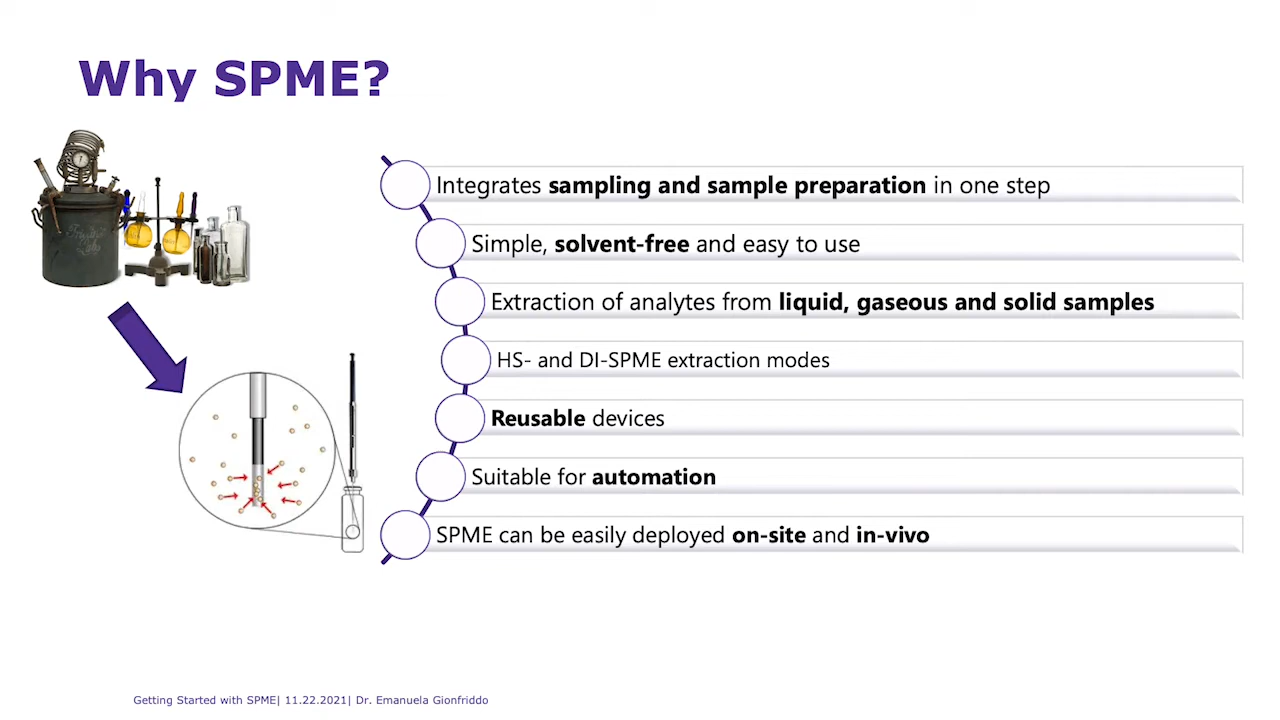 Why SPME?
Integrates sampling and sample preparation in one step
Simple, solvent-free and easy to use
Extraction of analytes from liquid, gaseous and solid samples
HS- and DI-SPME extraction modes
Reusable devices
Suitable for automation
SPME can be easily deployed on-site and in-vivo
Getting Started with SPME| 11.22.2021| Dr. Emanuela Gionfriddo